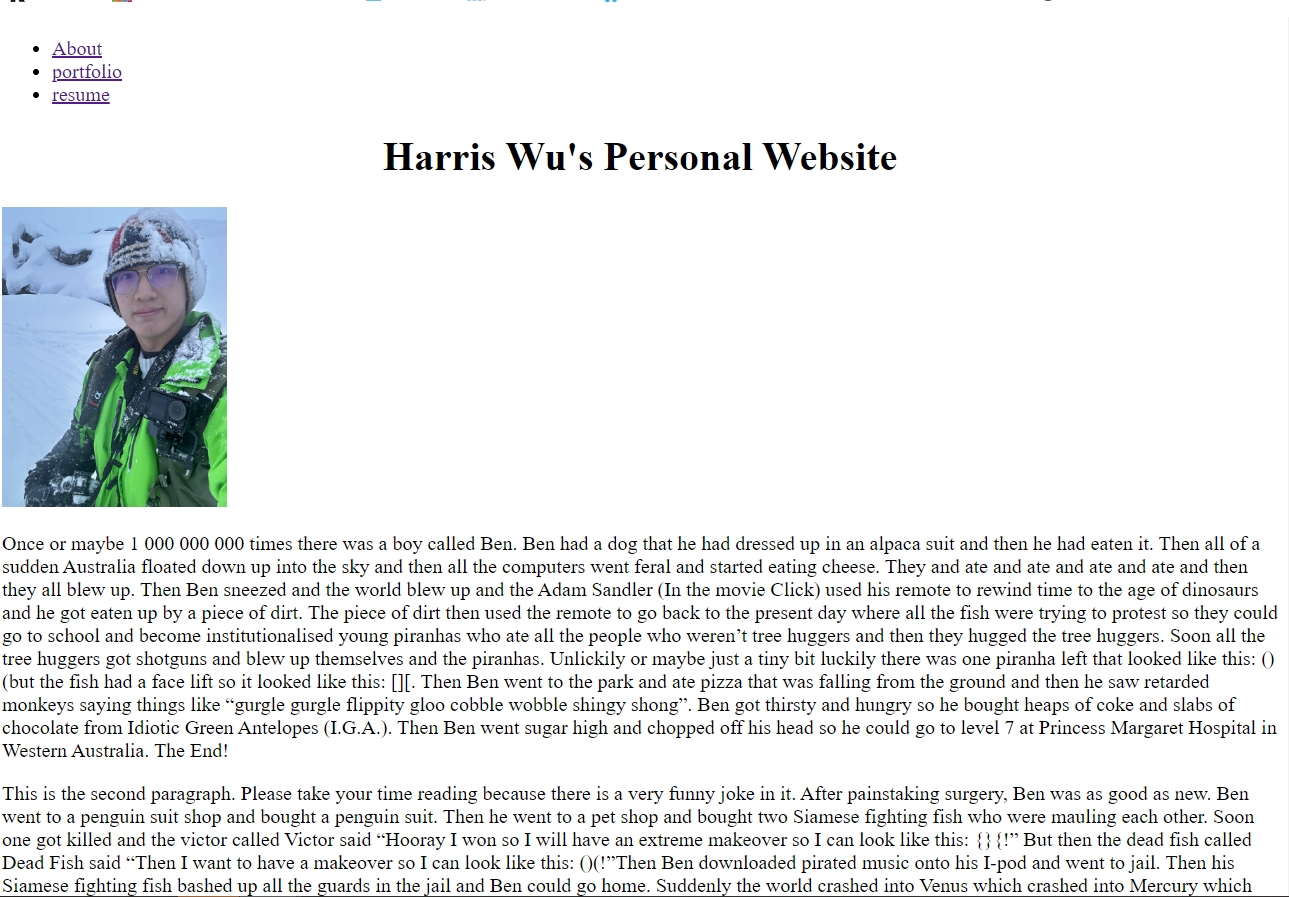 About
portfolio
resume
Harris Wu's Personal Website
Once or maybe 1 000 000 000 times there was a boy called Ben. Ben had a dog that he had dressed up in an alpaca suit and then he had eaten it. Then all of a
sudden Australia floated down up into the sky and then all the computers went feral and started eating cheese. They and ate and ate and ate and ate and then
they all blew up. Then Ben sneezed and the world blew up and the Adam Sandler (In the movie Click) used his remote to rewind time to the age of dinosaurs
and he got eaten up by a piece of dirt. The piece of dirt then used the remote to go back to the present day where all the fish were trying to protest so they could
go to school and become institutionalised young piranhas who ate all the people who weren’t tree huggers and then they hugged the tree huggers. Soon all the
tree huggers got shotguns and blew up themselves and the piranhas. Unlickily or maybe just a tiny bit luckily there was one piranha left that looked like this: ()
(but the fish had a face lift so it looked like this: [][. Then Ben went to the park and ate pizza that was falling from the ground and then he saw retarded
monkeys saying things like “gurgle gurgle flippity gloo cobble wobble shingy shong”. Ben got thirsty and hungry so he bought heaps of coke and slabs of
chocolate from Idiotic Green Antelopes (I.G.A.). Then Ben went sugar high and chopped off his head so he could go to level 7 at Princess Margaret Hospital in
Western Australia. The End!
This is the second paragraph. Please take your time reading because there is a very funny joke in it. After painstaking surgery, Ben was as good as new. Ben
went to a penguin suit shop and bought a penguin suit. Then he went to a pet shop and bought two Siamese fighting fish who were mauling each other. Soon
one got killed and the victor called Victor said “Hooray I won so I will have an extreme makeover so I can look like this: {}{!” But then the dead fish called
Dead Fish said “Then I want to have a makeover so I can look like this: ()(!”Then Ben downloaded pirated music onto his I-pod and went to jail. Then his
Siamese fighting fish bashed up all the guards in the jail and Ben could go home. Suddenly the world crashed into Venus which crashed into Mercury which